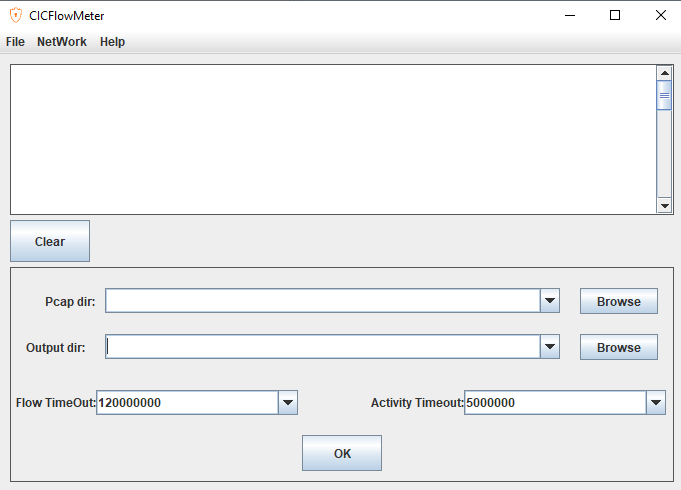 CICFlowMeter
File NetWork Help
Clear
Pcap dir: Browse
Output dir: Browse
Flow TimeOut: 120000000 Activity Timeout: 5000000
OK